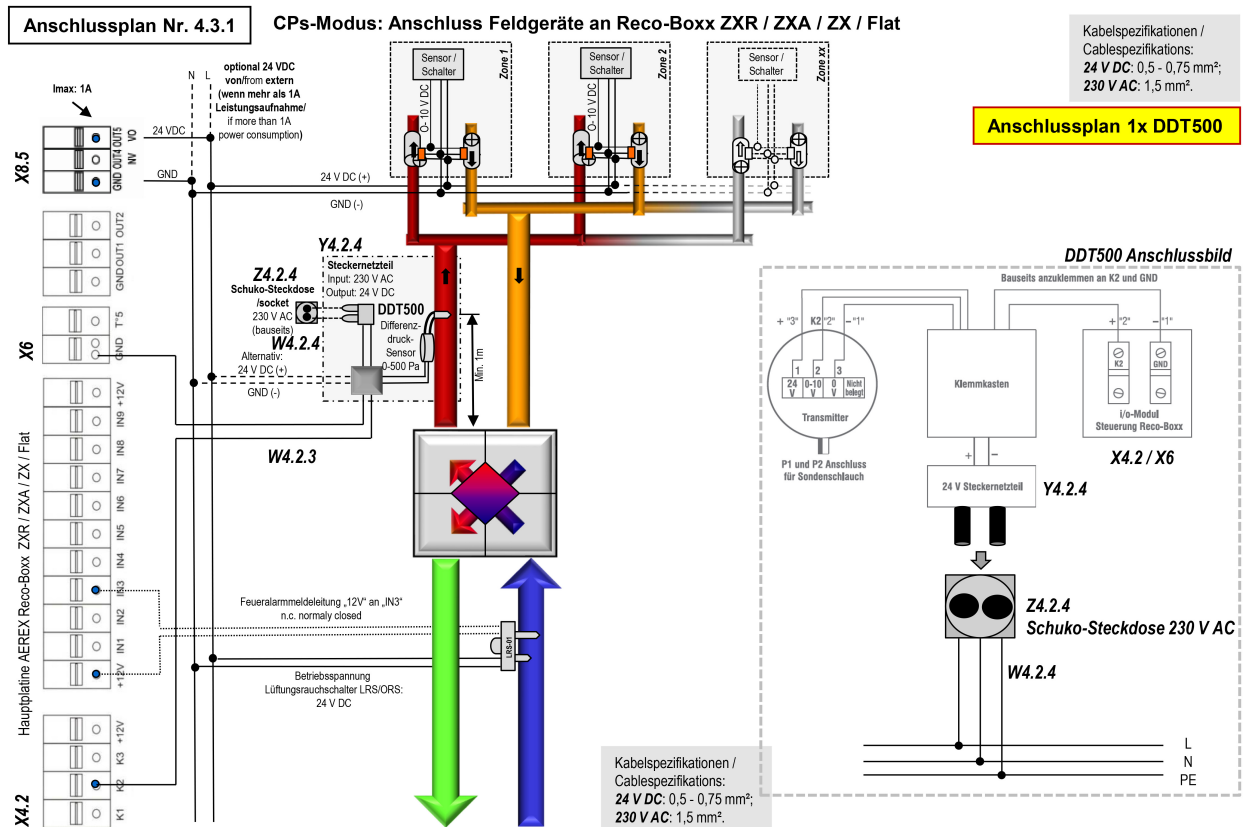 Anschlussplan Nr. 4.3.1
CPs-Modus: Anschluss Feldgeräte an Reco-Boxx ZXR / ZXA / ZX / Flat
Kabelspezifikationen /
Cablespezifikations:
24 V DC: 0,5 - 0,75 mm²;
230 V AC: 1,5 mm².
Anschlussplan 1x DDT500
Imax: 1A
N L
optional 24 VDC
von/from extern
(wenn mehr als 1A
Leistungsaufnahme/
if more than 1A
power consumption)
Sensor /
Schalter
Zone 1
O- 10 V DC
Sensor /
Schalter
Zone 2
O- 10 V DC
Sensor /
Schalter
Zone xx
X8.5
OUT5 VO
OUT4 INV
GND
24 VDC
GND
24 V DC (+)
GND (-)
OUT2
OUT1
GND
X6
T°5
GND
Hauptplatine AEREX Reco-Boxx ZXR / ZXA / ZX / Flat
+12V
IN9
IN8
IN7
IN6
IN5
IN4
IN3
IN2
IN1
+12V
X4.2
+12V
K3
K2
K1
Y4.2.4
Steckernetzteil
Input: 230 V AC
Output: 24 V DC
Z4.2.4
Schuko-Steckdose
/socket
230 V AC
(bauseits)
W4.2.4
DDT500
Differenz-
druck-
Sensor
0-500 Pa
Min. 1m
Alternativ:
24 V DC (+)
GND (-)
W4.2.3
Feueralarmmeldeleitung „12V“ an „IN3“
n.c. normaly closed
LRS-01
Betriebsspannung
Lüftungsrauchschalter LRS/ORS:
24 V DC
Kabelspezifikationen /
Cablespezifikations:
24 V DC: 0,5 - 0,75 mm²;
230 V AC: 1,5 mm².
DDT500 Anschlussbild
Bauseits anzuklemmen an K2 und GND
+ "3" K2 "2" – "1"
+ "2" – "1"
1 2 3
24 V 0-10 V 0 V Nicht belegt
Transmitter
P1 und P2 Anschluss
für Sondenschlauch
Klemmkasten
K2 GND
i/o-Modul
Steuerung Reco-Boxx
X4.2 / X6
+ –
24 V Steckernetzteil
Y4.2.4
Z4.2.4
Schuko-Steckdose 230 V AC
W4.2.4
L
N
PE